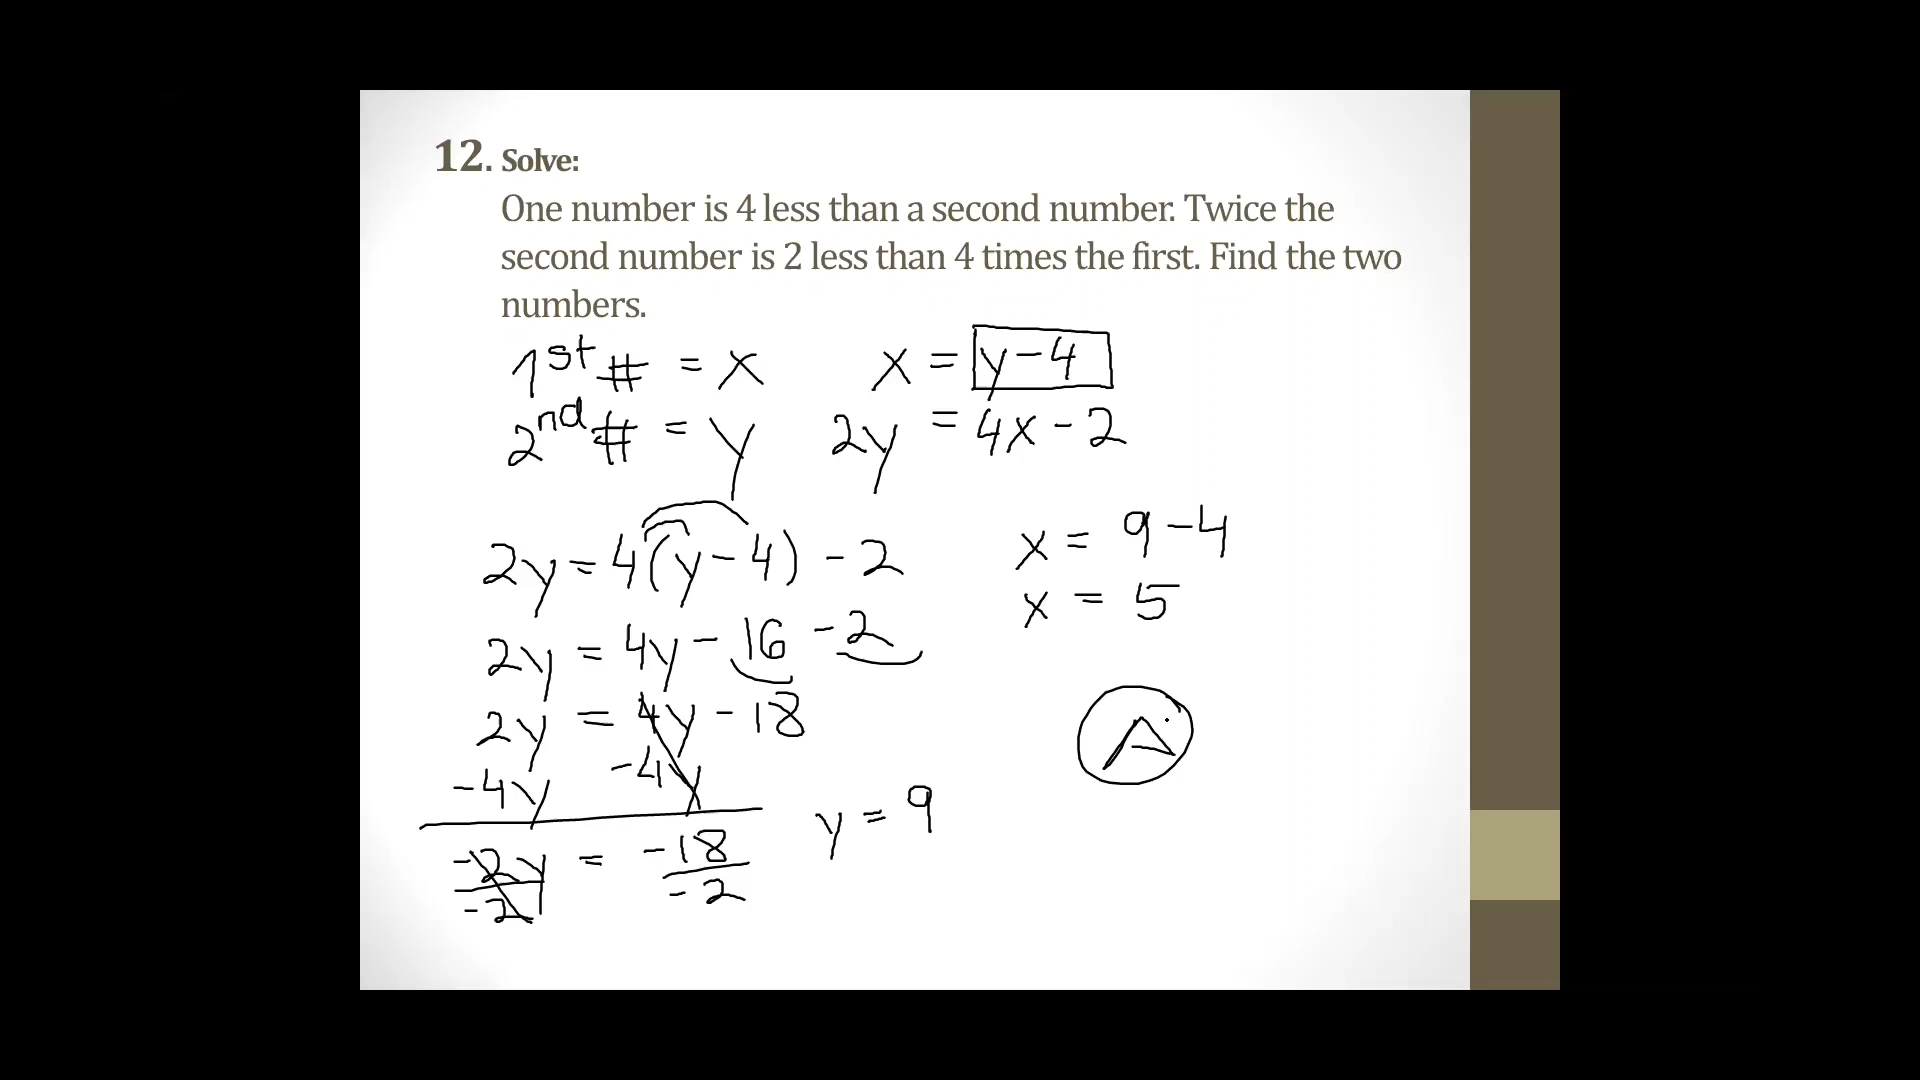 12. Solve:
One number is 4 less than a second number. Twice the
second number is 2 less than 4 times the first. Find the two
numbers.
1st # = x
x = y - 4
2nd # = y
2y = 4x - 2
2y = 4(y - 4) - 2
x = 9 - 4
2y = 4y - 16 - 2
x = 5
2y = 4y - 18
-4y -4y
A
-2y = -18
-2 -2
y = 9